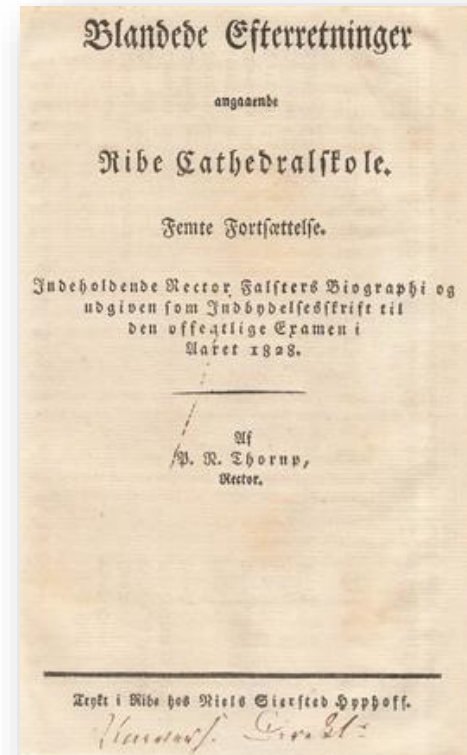 Blandede Efterretninger
angaaende
Ribe Cathedralskole.
Femte Fortsættelse.
Indeholdende Rector Falsters Biographi og
udgiven som Indbydelsesskrift til
den offentlige Examen i
Aaret 1828.
Af
P. N. Thorup,
Rector.
Trykt i Ribe hos Niels Siersted Hyphoff.